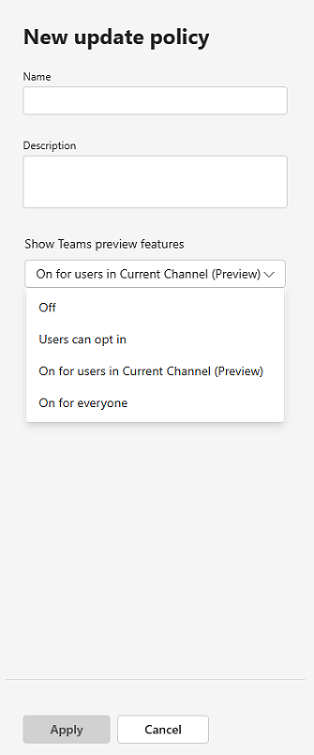 New update policy
Name
Description
Show Teams preview features
On for users in Current Channel (Preview)
Off
Users can opt in
On for users in Current Channel (Preview)
On for everyone
Apply
Cancel